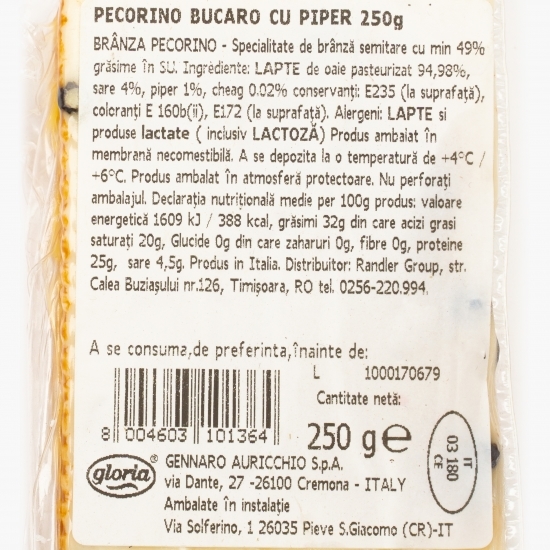 PECORINO BUCARO CU PIPER 250g
BRÂNZA PECORINO - Specialitate de brânză semitare cu min 49%
grăsime în SU. Ingrediente: LAPTE de oaie pasteurizat 94,98%,
sare 4%, piper 1%, cheag 0.02% conservanți: E235 (la suprafață),
coloranți E 160b(ii), E172 (la suprafață). Alergeni: LAPTE si
produse lactate ( inclusiv LACTOZĂ) Produs ambalat în
membrană necomestibilă. A se depozita la o temperatură de +4°C /
+6°C. Produs ambalat în atmosferă protectoare. Nu perforați
ambalajul. Declarația nutrițională medie per 100g produs: valoare
energetică 1609 kJ / 388 kcal, grăsimi 32g din care acizi grasi
saturați 20g, Glucide 0g din care zaharuri 0g, fibre 0g, proteine
25g, sare 4,5g. Produs in Italia. Distribuitor: Randler Group, str.
Calea Buziașului nr.126, Timișoara, RO tel. 0256-220.994.
A se consuma,de preferinta,înainte de:
L 1000170679
Cantitate netă:
8 004603 101364
250 g e
IT
03 180
CE
gloria®
GENNARO AURICCHIO S.p.A.
via Dante, 27 -26100 Cremona - ITALY
Ambalate în instalație
Via Solferino, 1 26035 Pieve S.Giacomo (CR)-IT